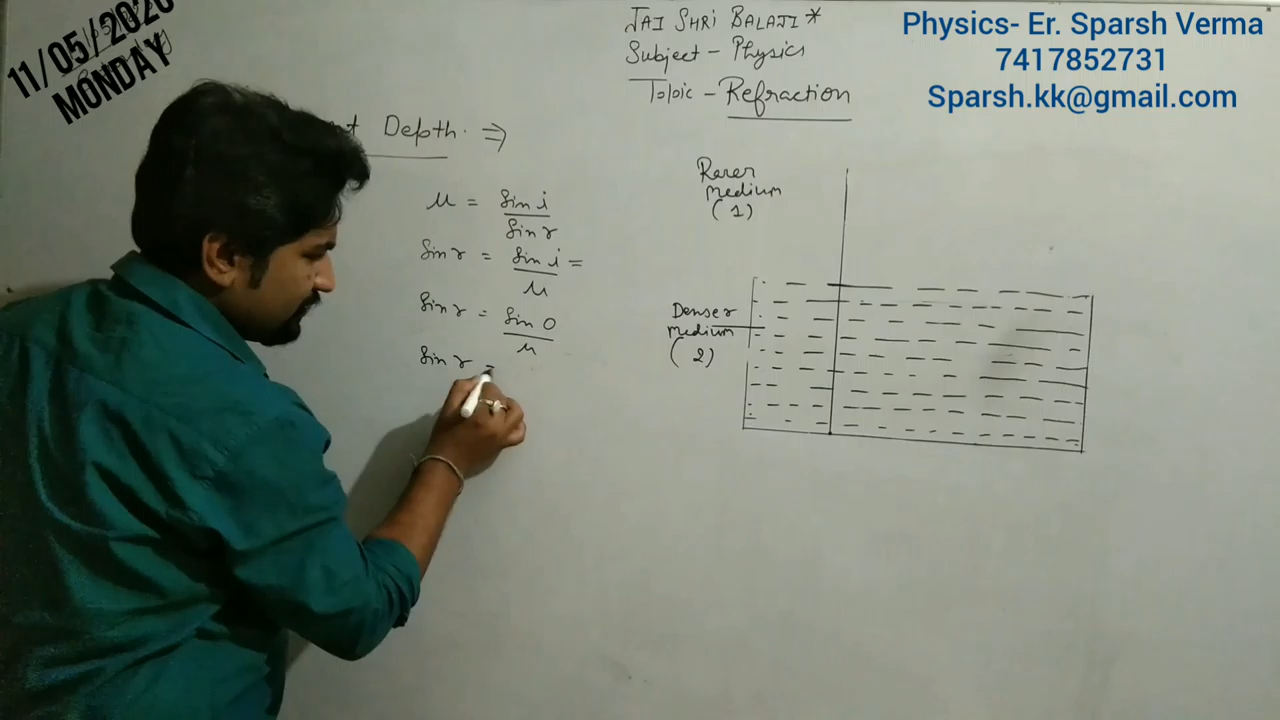 11/05/2020
MONDAY
JAI SHRi BALAJI *
Subject - Physics
Topic - Refraction
Physics- Er. Sparsh Verma
7417852731
Sparsh.kk@gmail.com
Depth. ⇒
μ = Sin i / Sin r
Sin r = Sin i / μ =
Sin r = Sin 0 / μ
Sin r =
Rarer
medium
(1)
Denser
medium
(2)